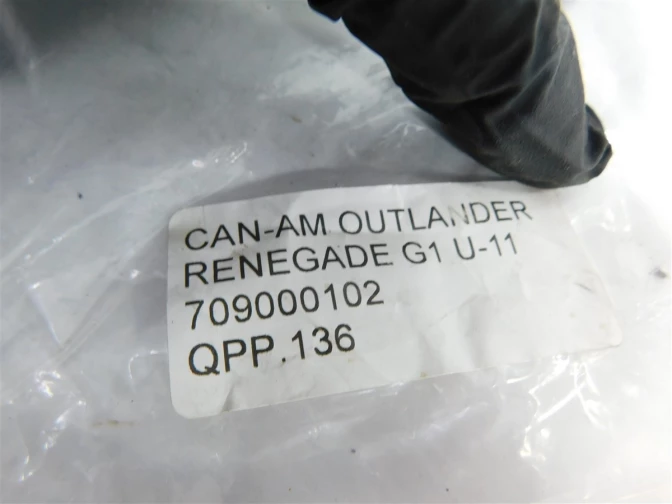 CAN-AM OUTLANDER
RENEGADE G1 U-11
709000102
QPP.136